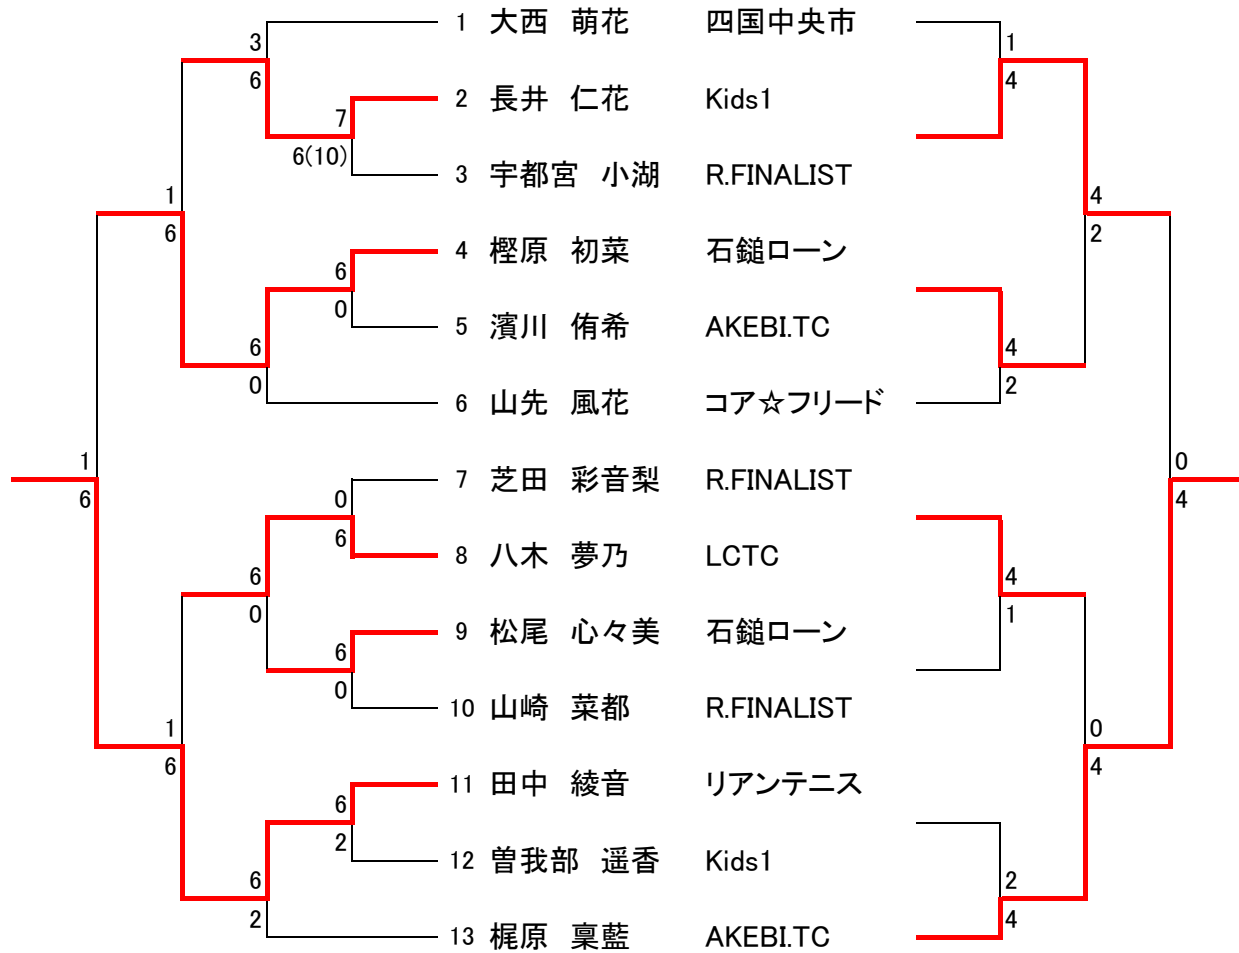 1 大西 萌花 四国中央市
3 1
6 4
2 長井 仁花 Kids1
7
6(10)
3 宇都宮 小湖 R.FINALIST
1 4
6 2
4 樫原 初菜 石鎚ローン
6
0
5 濱川 侑希 AKEBI.TC
6 4
0 2
6 山先 風花 コア☆フリード
1 0
6 4
7 芝田 彩音梨 R.FINALIST
0
6
8 八木 夢乃 LCTC
6 4
0 1
9 松尾 心々美 石鎚ローン
6
0
10 山崎 菜都 R.FINALIST
1 0
6 4
11 田中 綾音 リアンテニス
6
2
12 曽我部 遥香 Kids1
6 2
2 4
13 梶原 稟藍 AKEBI.TC